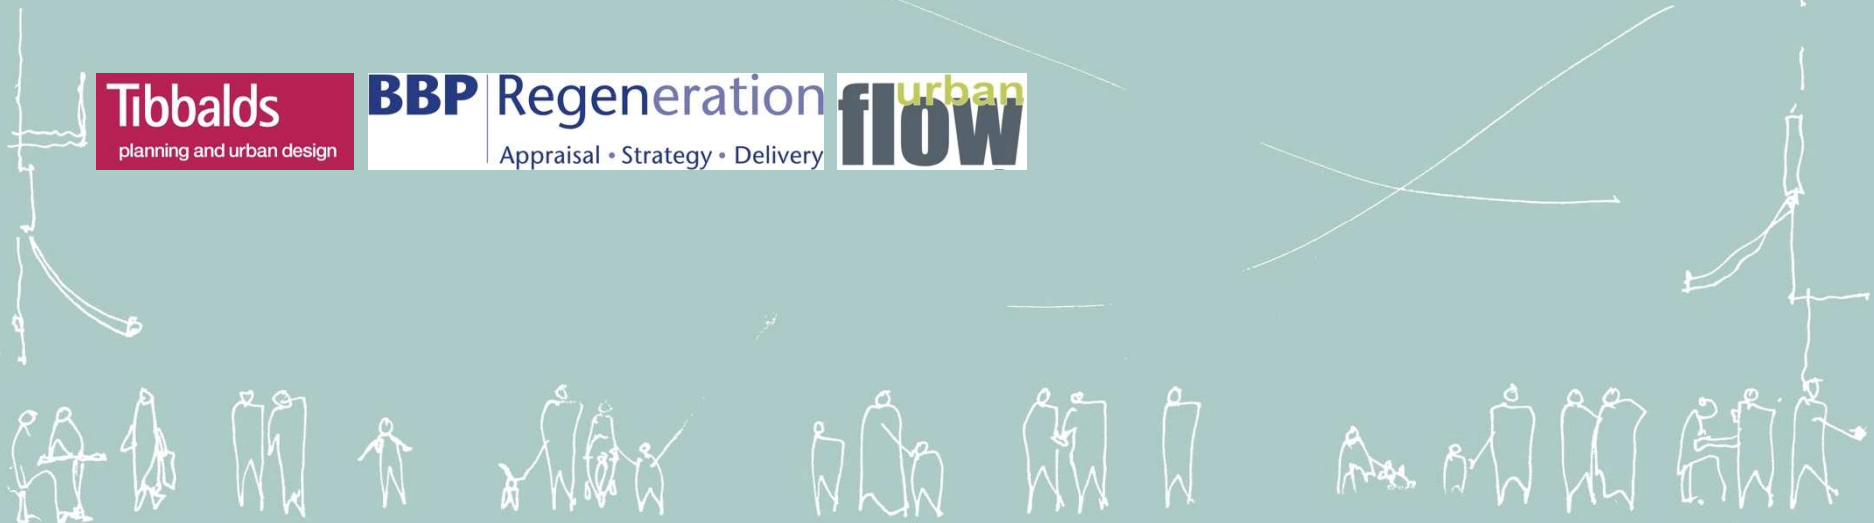 Tibbalds
planning and urban design
BBP Regeneration
Appraisal • Strategy • Delivery
urban
flow